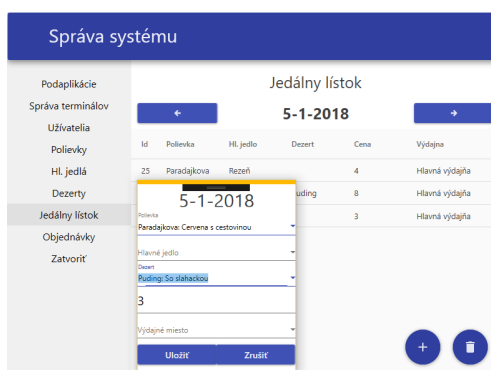 Správa systému
Podaplikácie
Správa terminálov
Užívatelia
Polievky
Hl. jedlá
Dezerty
Jedálny lístok
Objednávky
Zatvoriť
Jedálny lístok
5-1-2018
Id Polievka Hl. jedlo Dezert Cena Výdajna
25 Paradajkova Rezeň 4 Hlavná výdajňa
uding 8 Hlavná výdajňa
3 Hlavná výdajňa
5-1-2018
Polievka
Paradajkova: Cervena s cestovinou
Hlavné jedlo
Dezert
Puding: So slahackou
3
Výdajné miesto
Uložiť Zrušiť
+